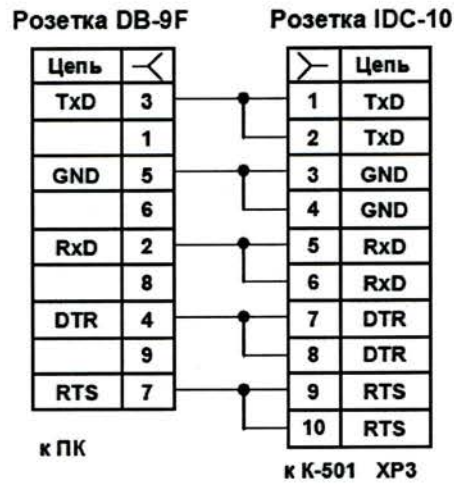 Розетка DB-9F
Розетка IDC-10
Цепь
TxD 3
1
GND 5
6
RxD 2
8
DTR 4
9
RTS 7
к ПК
Цепь
1 TxD
2 TxD
3 GND
4 GND
5 RxD
6 RxD
7 DTR
8 DTR
9 RTS
10 RTS
к К-501 ХР3